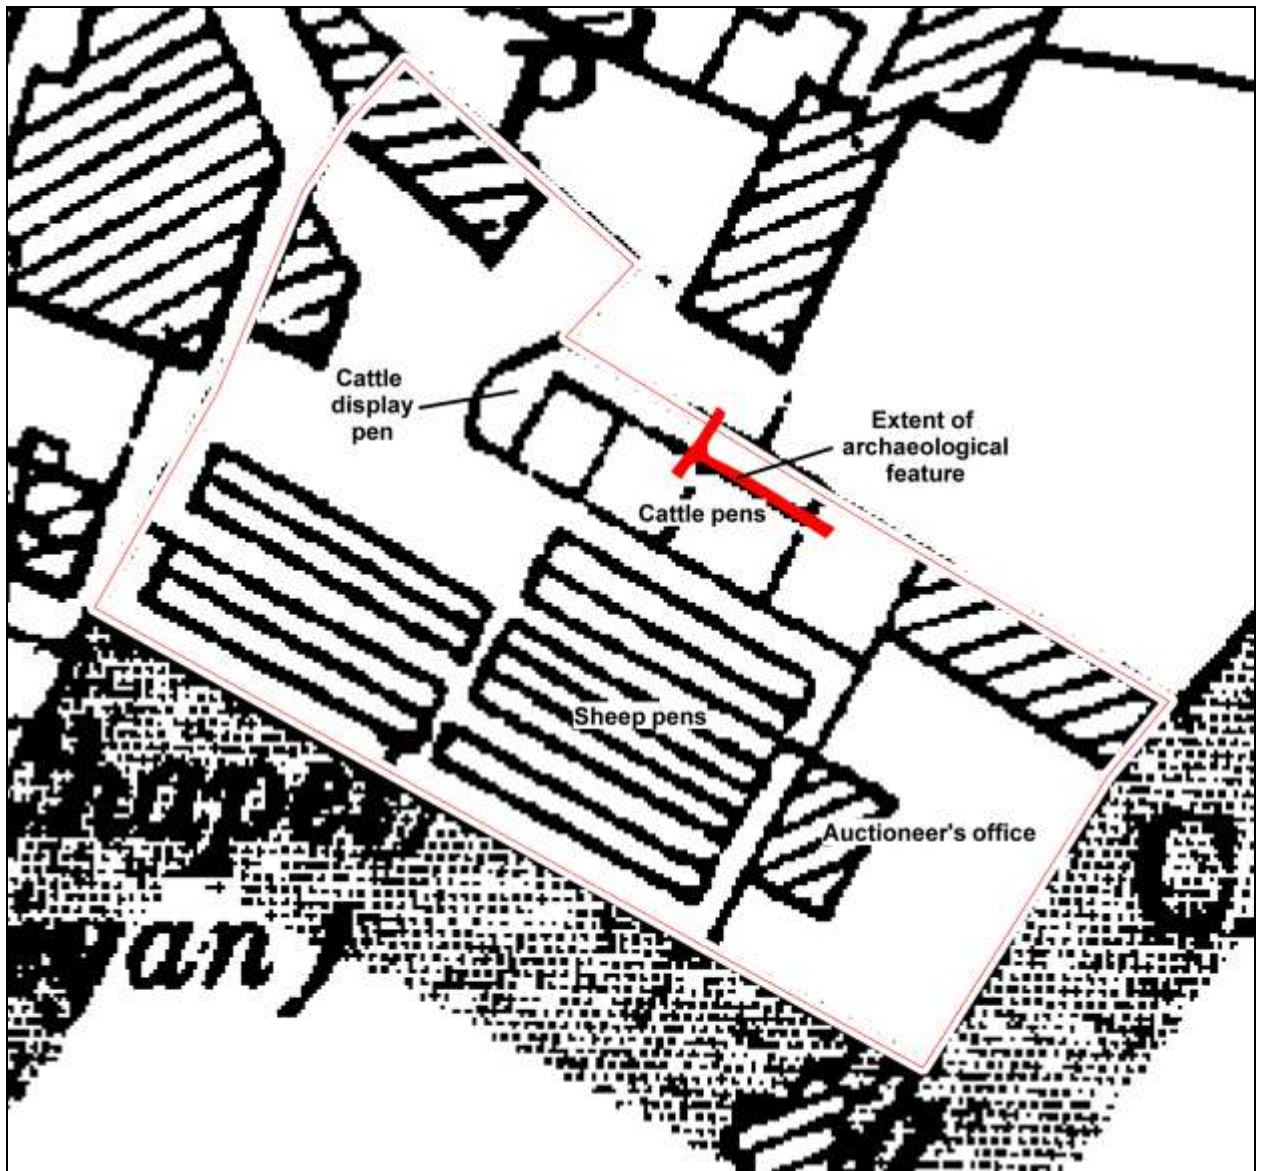 Cattle
display
pen
Extent of
archaeological
feature
Cattle pens
Sheep pens
Auctioneer's office